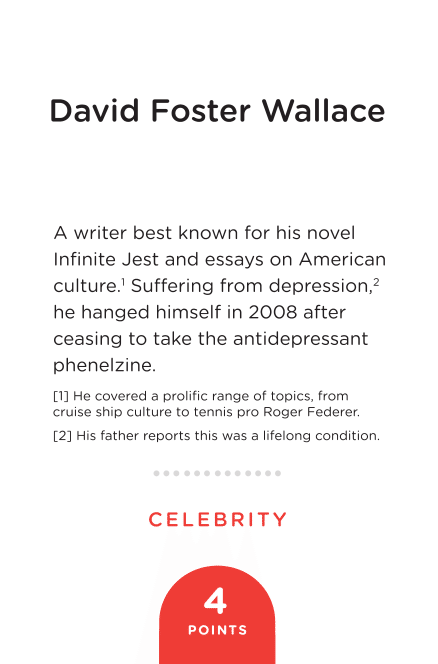 David Foster Wallace
A writer best known for his novel
Infinite Jest and essays on American
culture.¹ Suffering from depression,²
he hanged himself in 2008 after
ceasing to take the antidepressant
phenelzine.
[1] He covered a prolific range of topics, from
cruise ship culture to tennis pro Roger Federer.
[2] His father reports this was a lifelong condition.
CELEBRITY
4
POINTS